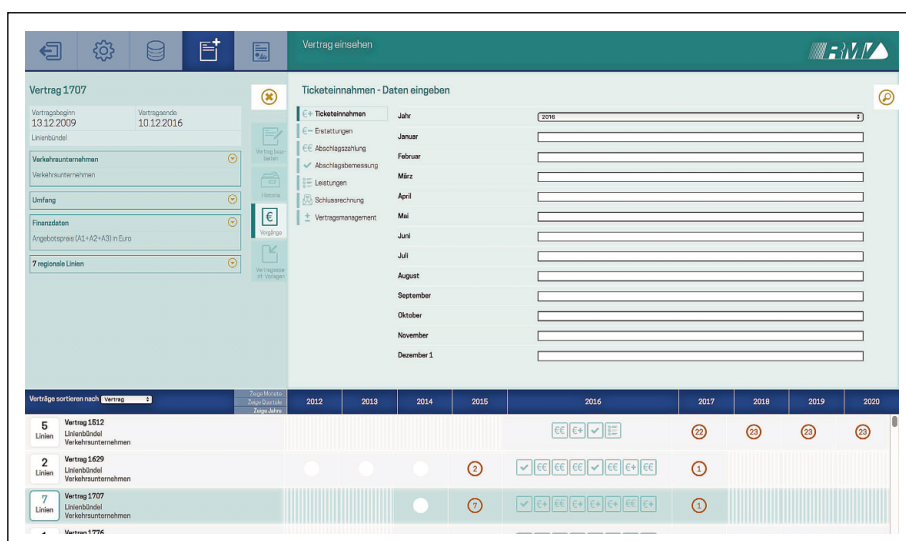 Vertrag einsehen
RMV
Vertrag 1707
Vertragsbeginn
13.12.2009
Vertragsende
10.12.2016
Linienbündel
Verkehrsunternehmen
Verkehrsunternehmen
Umfang
Finanzdaten
Angebotspreis (A1+A2+A3) in Euro
7 regionale Linien
Vertrag bear-
beiten
Historie
€
Vorgänge
Ticketeinnahmen - Daten eingeben
€+ Ticketeinnahmen
€− Erstattungen
€€ Abschlagszahlung
Abschlagsbemessung
Leistungen
Schlussrechnung
± Vertragsmanagement
Jahr
2016
Januar
Februar
März
April
Mai
Juni
Juli
August
September
Oktober
November
Dezember 1
Verträge sortieren nach Vertrag
Zeige Monate
Zeige Quartale
Zeige Jahre
2012 2013 2014 2015 2016 2017 2018 2019 2020
5 Linien
Vertrag 1512
Linienbündel
Verkehrsunternehmen
€€ €+ 22 23 23 23
2 Linien
Vertrag 1629
Linienbündel
Verkehrsunternehmen
2 €€ €€ €€ €€ €+ €€ 1
7 Linien
Vertrag 1707
Linienbündel
Verkehrsunternehmen
7 €+ €€ €+ €+ €+ €€ €+ 1
Vertrag 1776